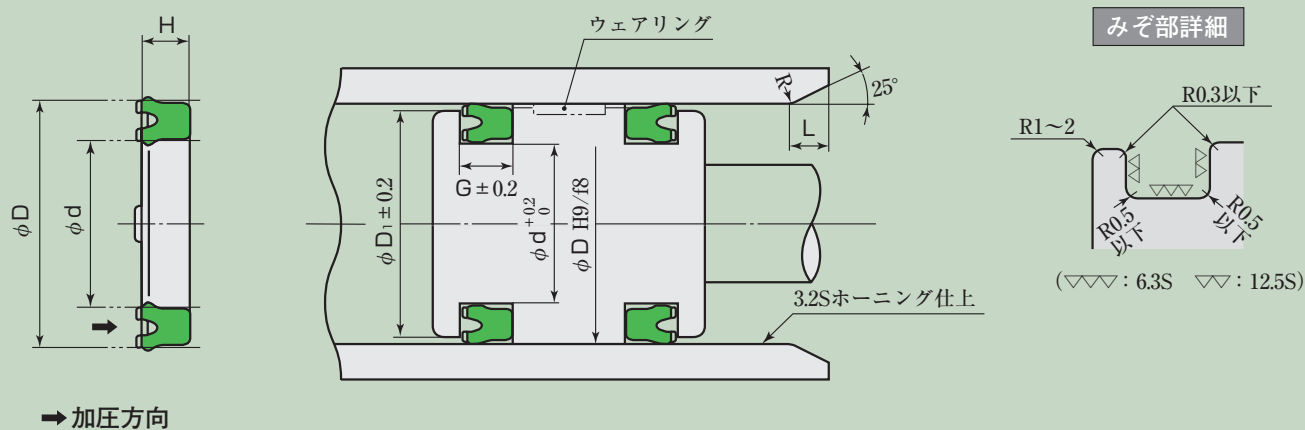 H
φD
φd
➡加圧方向
ウェアリング
R
25°
L
G±0.2
φD₁±0.2
φd +0.2 0
φD H9/f8
3.2Sホーニング仕上
みぞ部詳細
R0.3以下
R1〜2
R0.5
以下
R0.5
以下
(▽▽▽:6.3S ▽▽:12.5S)